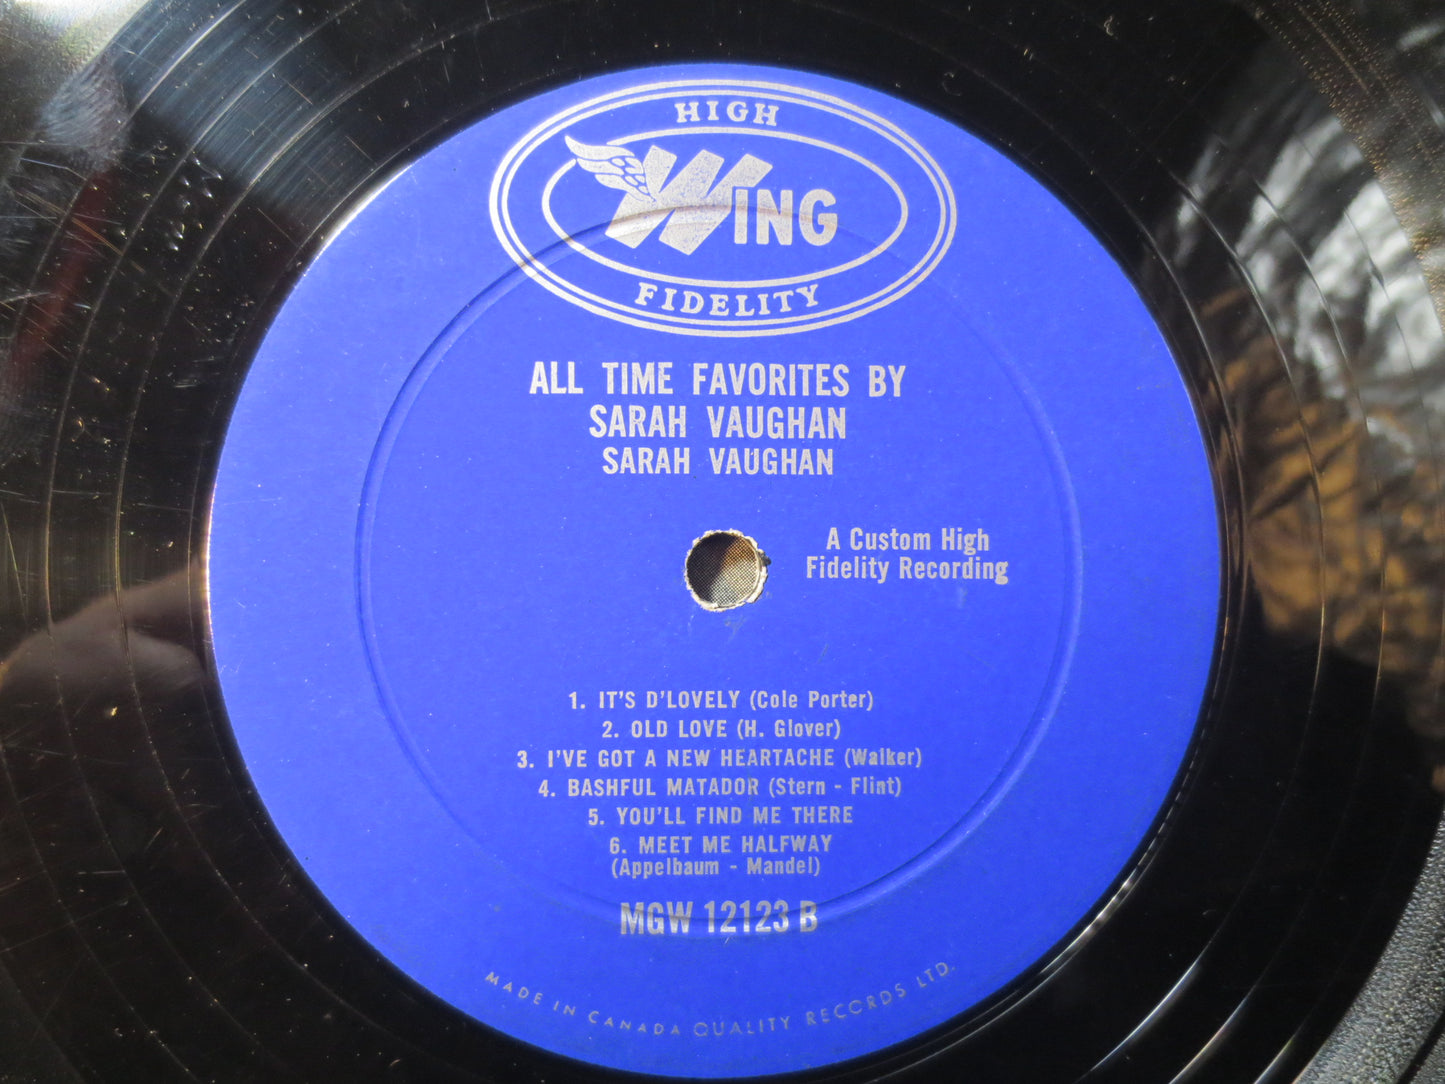 HIGH
WING
FIDELITY
ALL TIME FAVORITES BY
SARAH VAUGHAN
SARAH VAUGHAN
A Custom High
Fidelity Recording
1. IT'S D'LOVELY (Cole Porter)
2. OLD LOVE (H. Glover)
3. I'VE GOT A NEW HEARTACHE (Walker)
4. BASHFUL MATADOR (Stern - Flint)
5. YOU'LL FIND ME THERE
6. MEET ME HALFWAY
(Appelbaum - Mandel)
MGW 12123 B
MADE IN CANADA QUALITY RECORDS LTD.